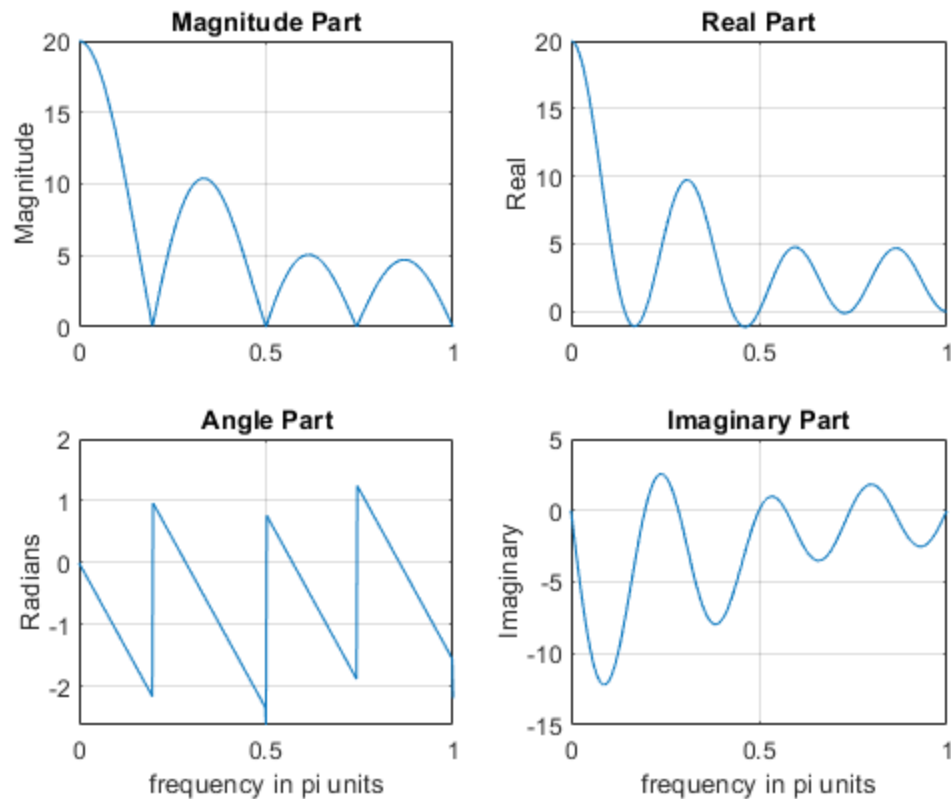 Magnitude Part
20
15
10
5
0
Magnitude
0 0.5 1
Real Part
20
15
10
5
0
Real
0 0.5 1
Angle Part
2
1
0
-1
-2
Radians
0 0.5 1
frequency in pi units
Imaginary Part
5
0
-5
-10
-15
Imaginary
0 0.5 1
frequency in pi units